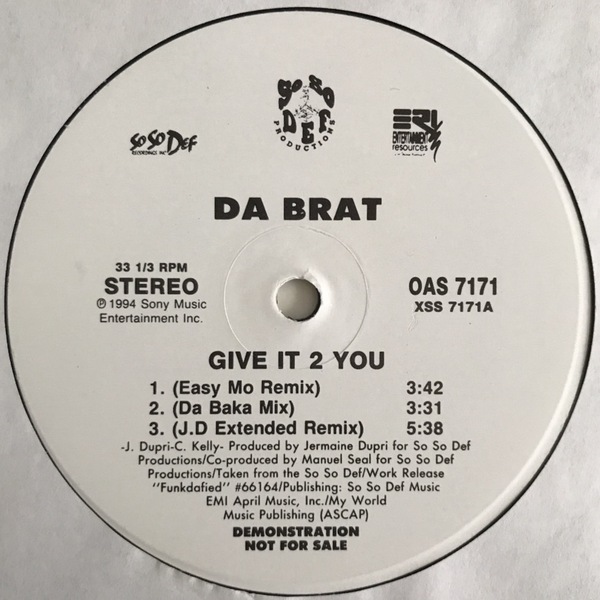 SO SO DEF
PRODUCTIONS
SO SO DEF
RECORDINGS INC
ENTERTAINMENT
resources
DA BRAT
33 1/3 RPM
STEREO
℗ 1994 Sony Music
Entertainment Inc.
OAS 7171
XSS 7171A
GIVE IT 2 YOU
1. (Easy Mo Remix) 3:42
2. (Da Baka Mix) 3:31
3. (J.D Extended Remix) 5:38
-J. Dupri-C. Kelly- Produced by Jermaine Dupri for So So Def
Productions/Co-produced by Manuel Seal for So So Def
Productions/Taken from the So So Def/Work Release
"Funkdafied" #66164/Publishing: So So Def Music
EMI April Music, Inc./My World
Music Publishing (ASCAP)
DEMONSTRATION
NOT FOR SALE